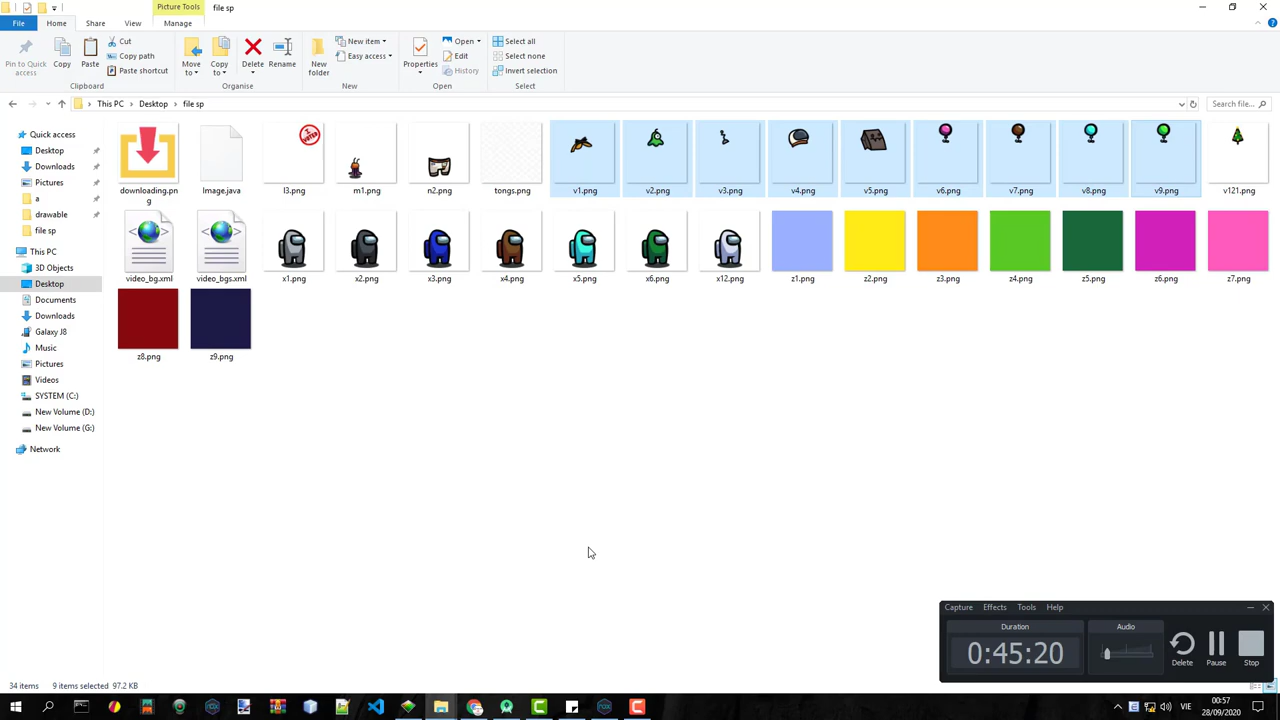 Picture Tools
file sp
File
Home
Share
View
Manage
Pin to Quick
access
Copy
Paste
Cut
Copy path
Paste shortcut
Clipboard
Move
to
Copy
to
Delete
Rename
Organise
New
folder
New item
Easy access
New
Properties
Open
Edit
History
Open
Select all
Select none
Invert selection
Select
This PC
Desktop
file sp
Search file...
Quick access
Desktop
Downloads
Pictures
a
drawable
file sp
This PC
3D Objects
Desktop
Documents
Downloads
Galaxy J8
Music
Pictures
Videos
SYSTEM (C:)
New Volume (D:)
New Volume (G:)
Network
I
VOTED
downloading.pn
g
Image.java
l3.png
m1.png
n2.png
tongs.png
v1.png
v2.png
v3.png
v4.png
v5.png
v6.png
v7.png
v8.png
v9.png
v121.png
video_bg.xml
video_bgs.xml
x1.png
x2.png
x3.png
x4.png
x5.png
x6.png
x12.png
z1.png
z2.png
z3.png
z4.png
z5.png
z6.png
z7.png
z8.png
z9.png
Capture
Effects
Tools
Help
Duration
0:45:20
Audio
Delete
Pause
Stop
34 items
9 items selected 97.2 KB
VIE
00:57
28/09/2020